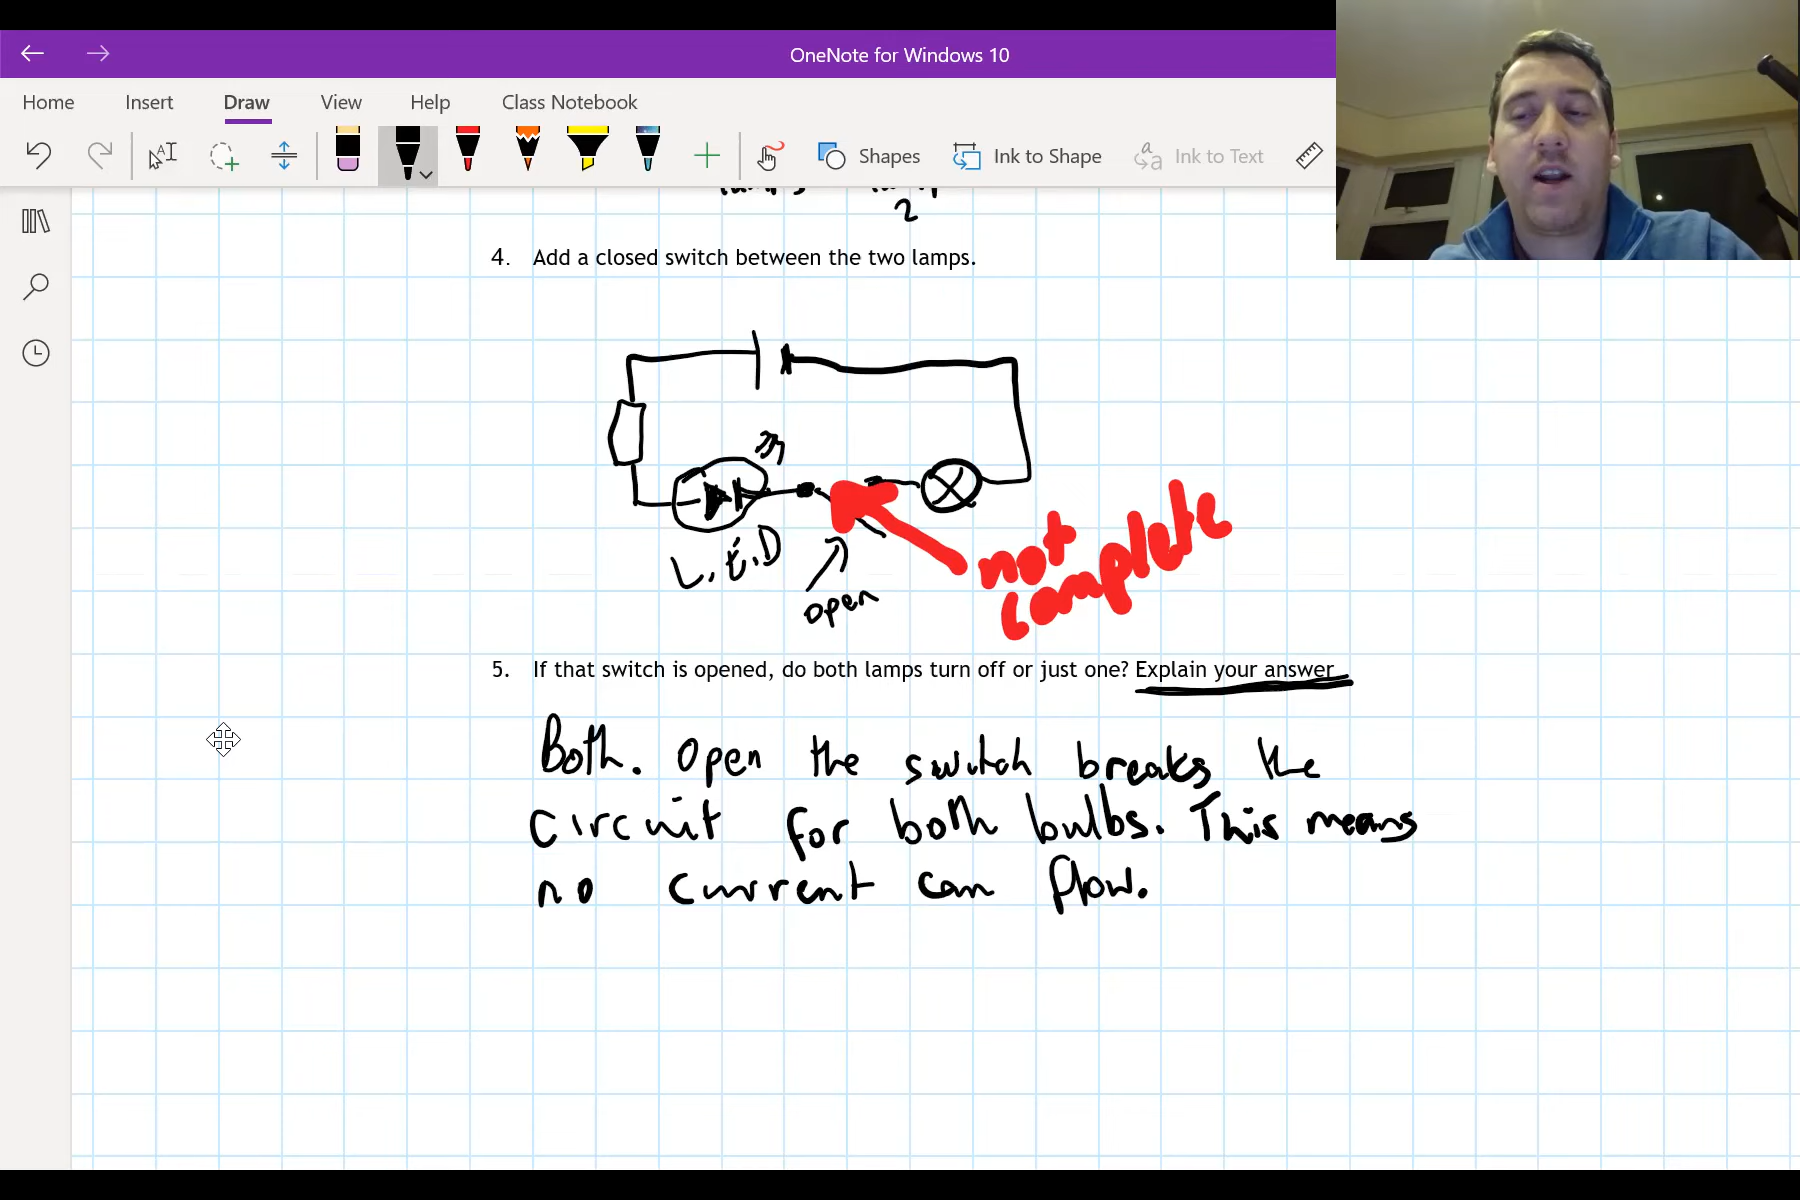 OneNote for Windows 10
Home Insert Draw View Help Class Notebook
Shapes Ink to Shape Ink to Text
2
4. Add a closed switch between the two lamps.
L.E.D
open
not
complete
5. If that switch is opened, do both lamps turn off or just one? Explain your answer
Both. Open the switch breaks the
circuit for both bulbs. This means
no current can flow.